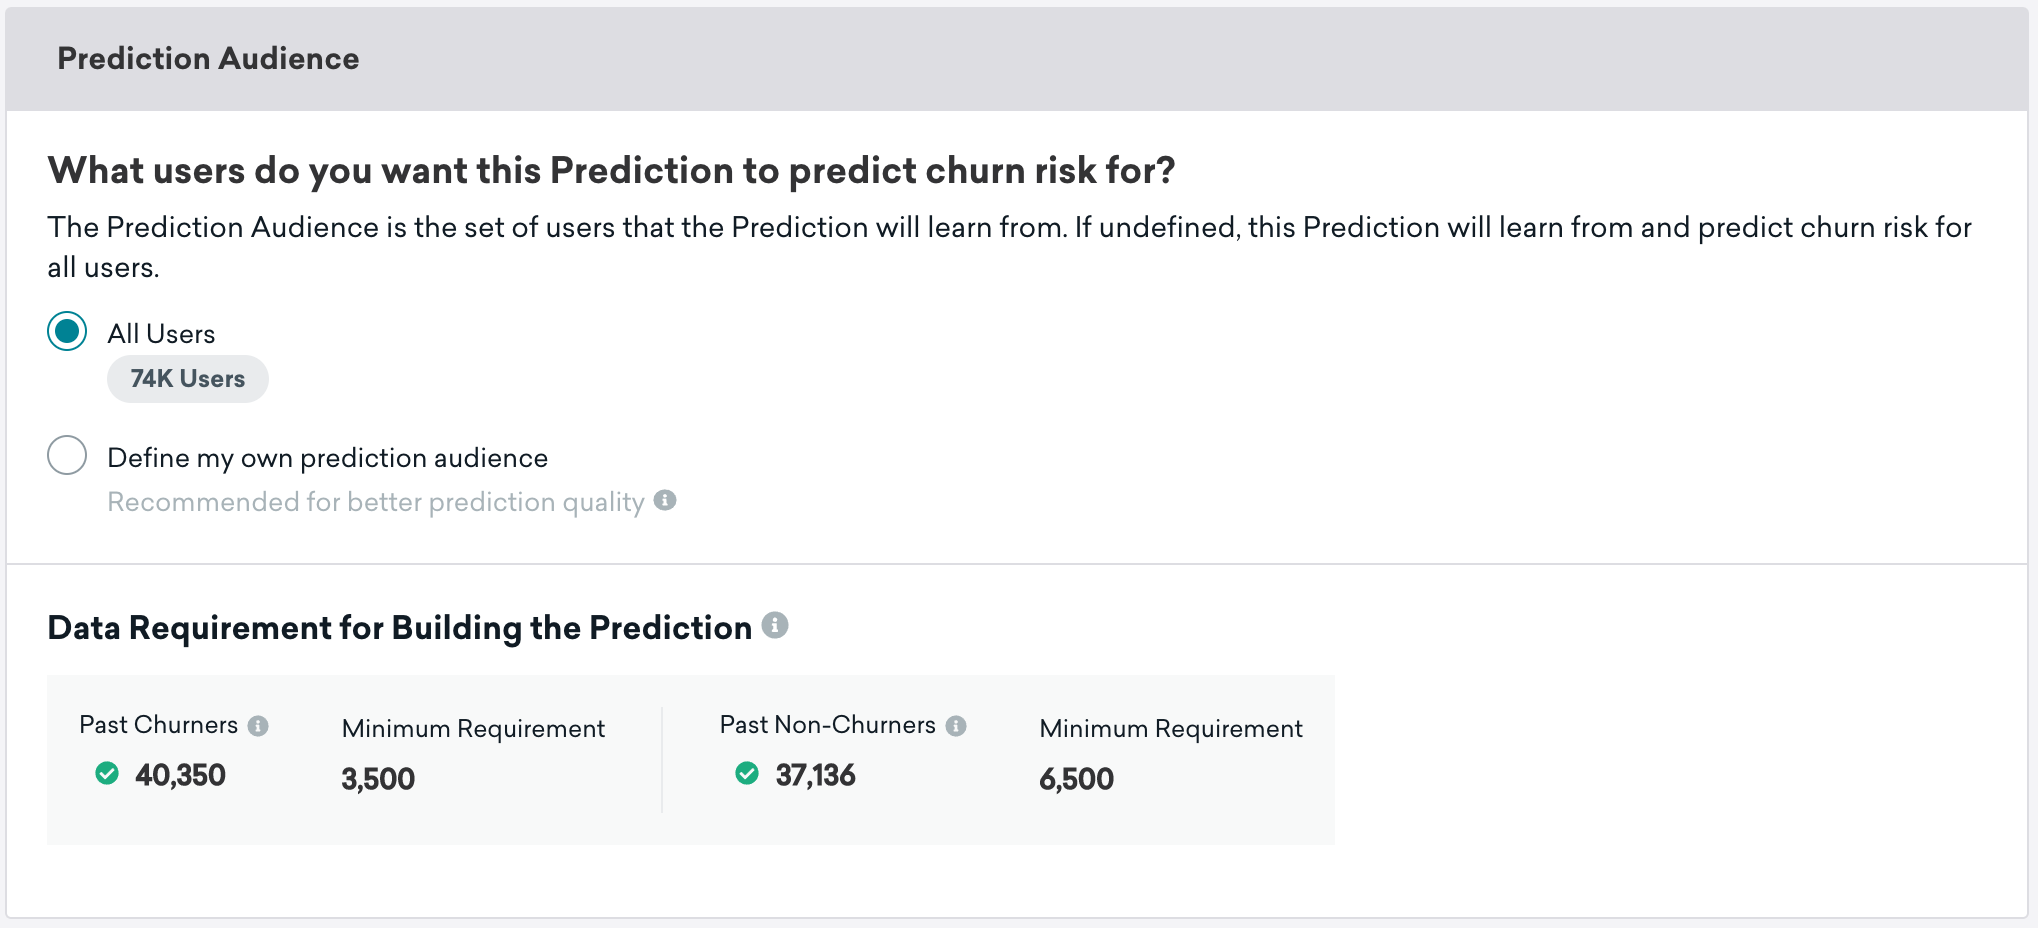 Prediction Audience
What users do you want this Prediction to predict churn risk for?
The Prediction Audience is the set of users that the Prediction will learn from. If undefined, this Prediction will learn from and predict churn risk for
all users.
All Users
74K Users
Define my own prediction audience
Recommended for better prediction quality
Data Requirement for Building the Prediction
Past Churners
Minimum Requirement
Past Non-Churners
Minimum Requirement
40,350
3,500
37,136
6,500